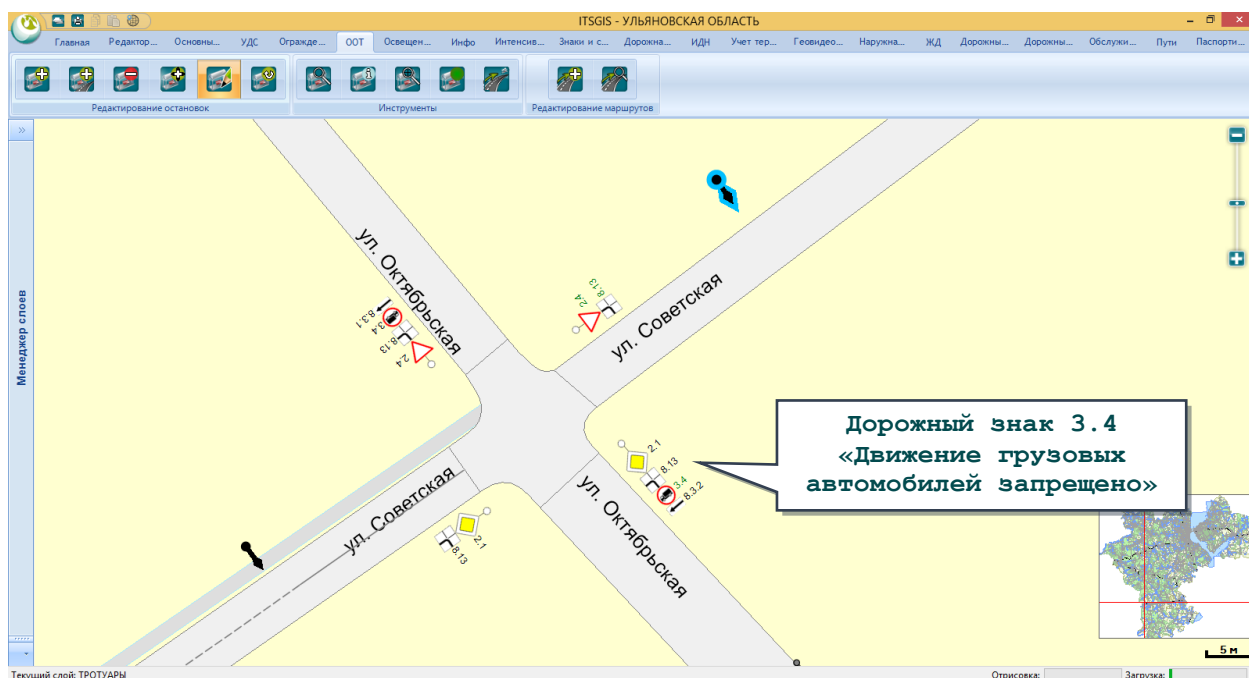 ITSGIS - УЛЬЯНОВСКАЯ ОБЛАСТЬ
Главная Редактор... Основны... УДС Огражде... ООТ Освещен... Инфо Интенсив... Знаки и с... Дорожна... ИДН Учет тер... Геовидео... Наружна... ЖД Дорожны... Дорожны... Обслужи... Пути Паспорти...
Редактирование остановок Инструменты Редактирование маршрутов
Менеджер слоев
ул. Октябрьская
8.3.1
3.4
8.13
2.4
8.13
2.4
ул. Советская
Дорожный знак 3.4
«Движение грузовых
автомобилей запрещено»
2.1
8.13
3.4
8.3.2
ул. Советская
2.1
8.13
ул. Октябрьская
5 м
Текущий слой: ТРОТУАРЫ Отрисовка: Загрузка: